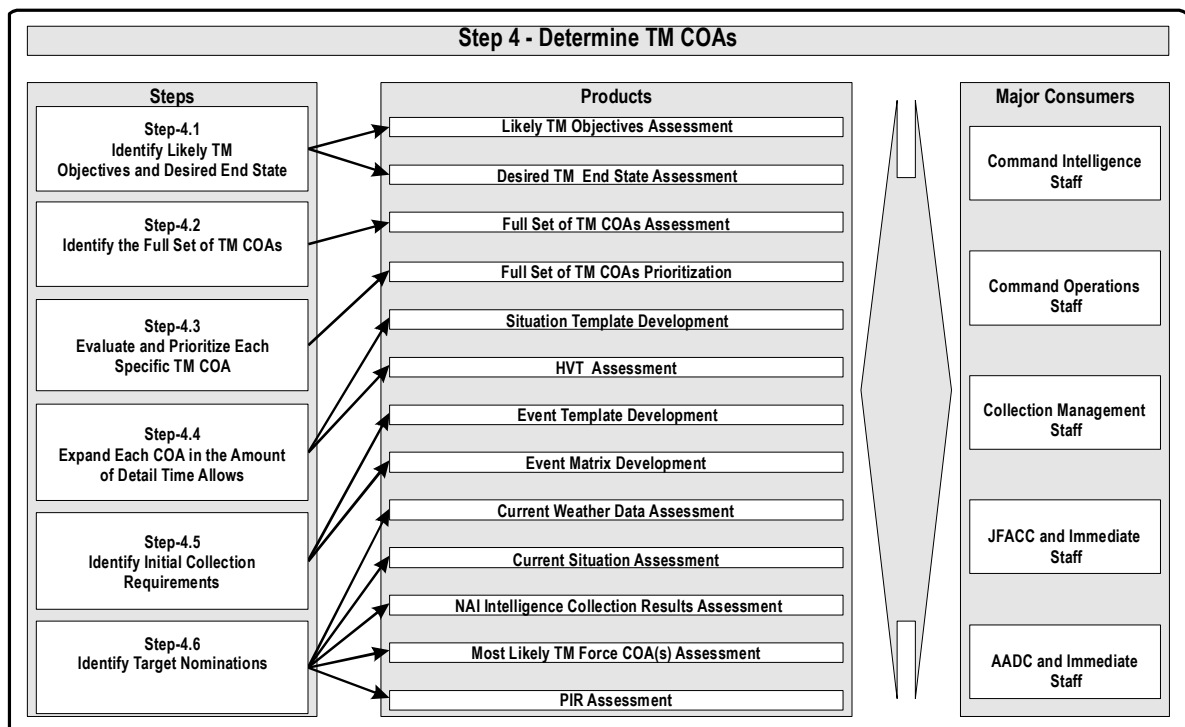 Step 4 - Determine TM COAs
Steps
Step-4.1
Identify Likely TM
Objectives and Desired End State
Step-4.2
Identify the Full Set of TM COAs
Step-4.3
Evaluate and Prioritize Each
Specific TM COA
Step-4.4
Expand Each COA in the Amount
of Detail Time Allows
Step-4.5
Identify Initial Collection
Requirements
Step-4.6
Identify Target Nominations
Products
Likely TM Objectives Assessment
Desired TM End State Assessment
Full Set of TM COAs Assessment
Full Set of TM COAs Prioritization
Situation Template Development
HVT Assessment
Event Template Development
Event Matrix Development
Current Weather Data Assessment
Current Situation Assessment
NAI Intelligence Collection Results Assessment
Most Likely TM Force COA(s) Assessment
PIR Assessment
Major Consumers
Command Intelligence
Staff
Command Operations
Staff
Collection Management
Staff
JFACC and Immediate
Staff
AADC and Immediate
Staff